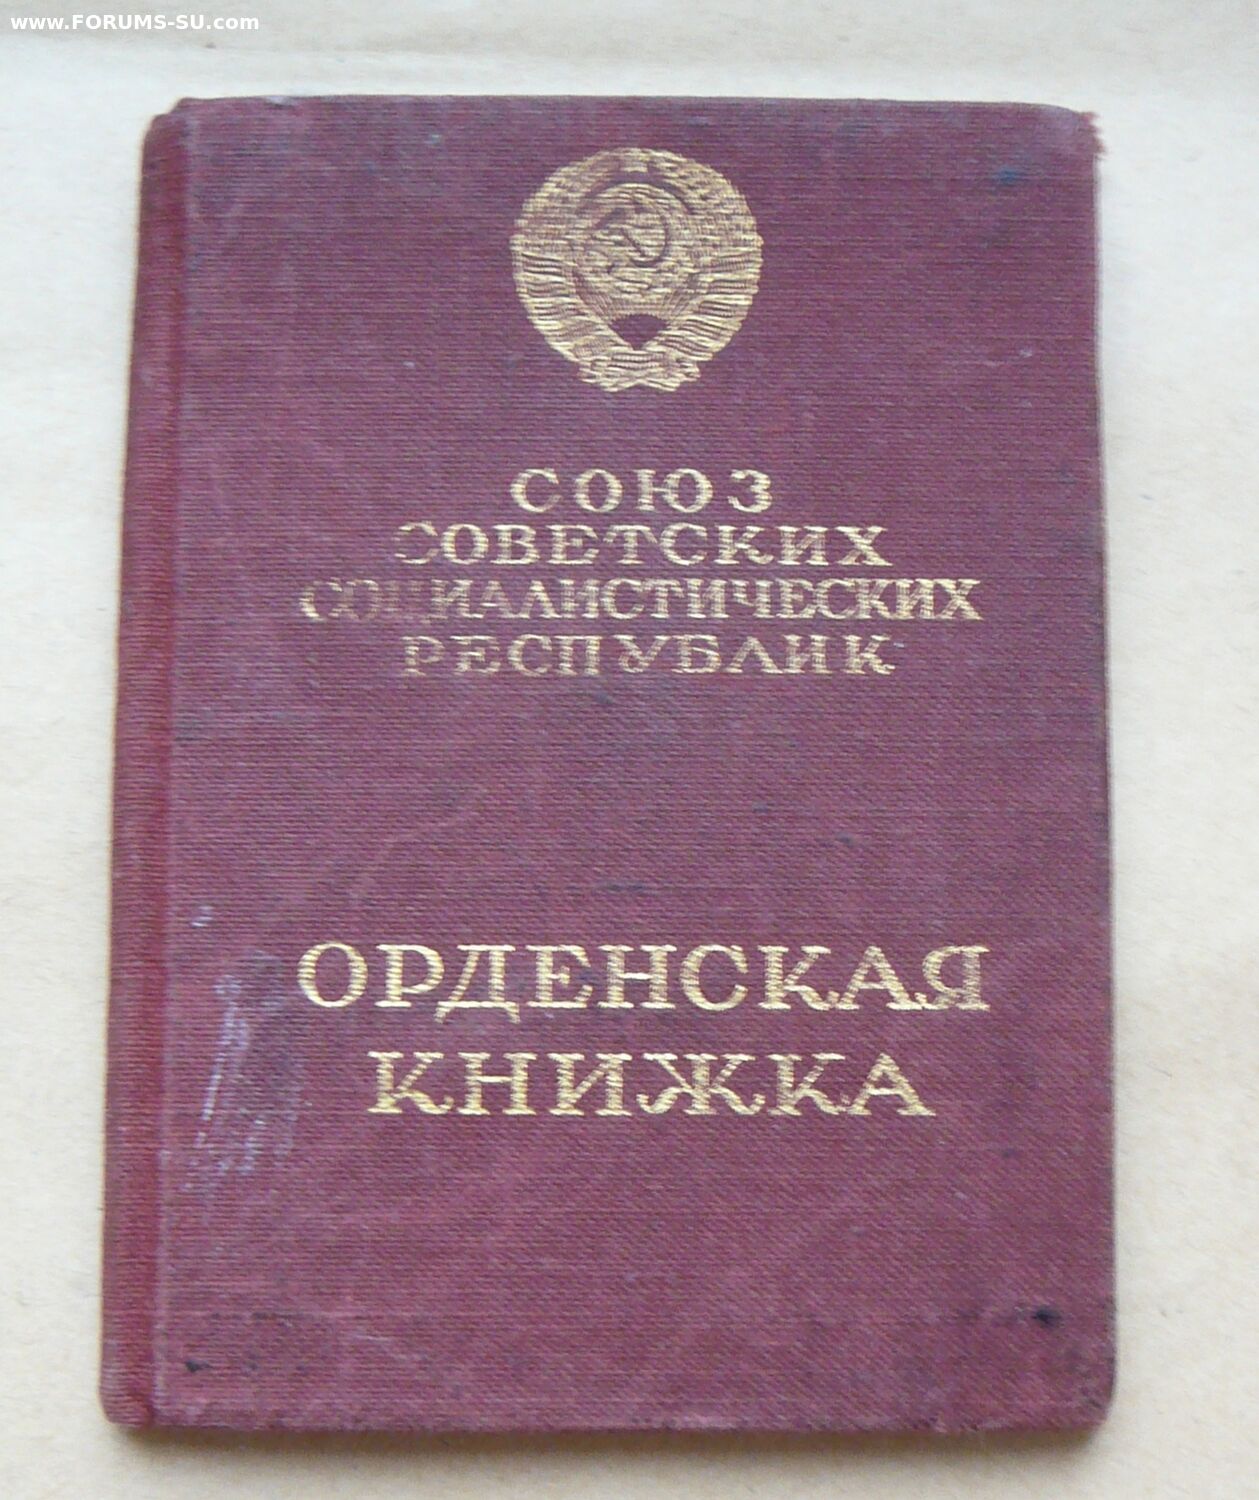 www.FORUMS-SU.com
СОЮЗ
СОВЕТСКИХ
СОЦИАЛИСТИЧЕСКИХ
РЕСПУБЛИК
ОРДЕНСКАЯ
КНИЖКА